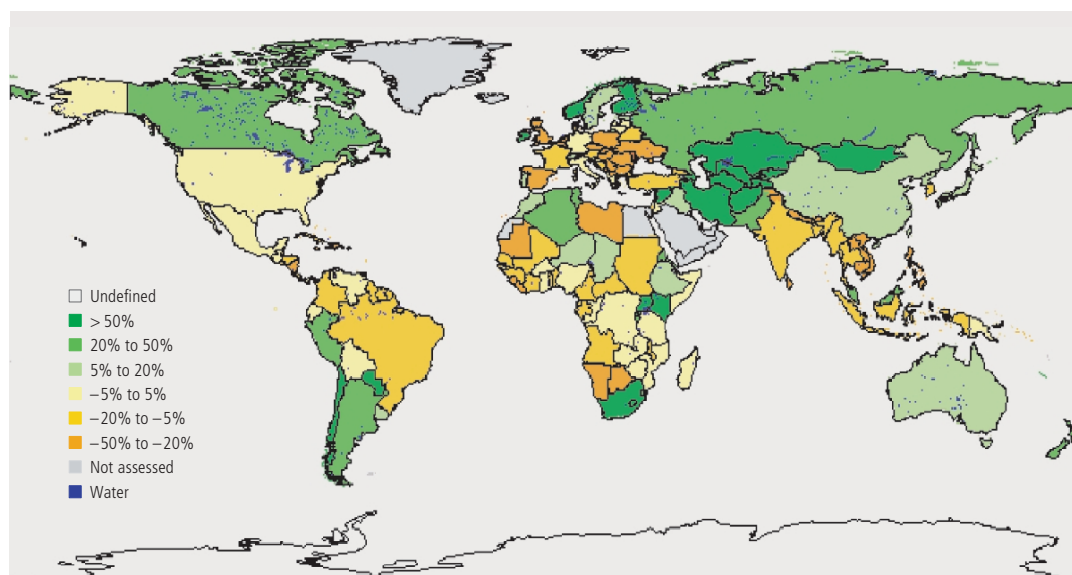 Undefined
> 50%
20% to 50%
5% to 20%
–5% to 5%
–20% to –5%
–50% to –20%
Not assessed
Water